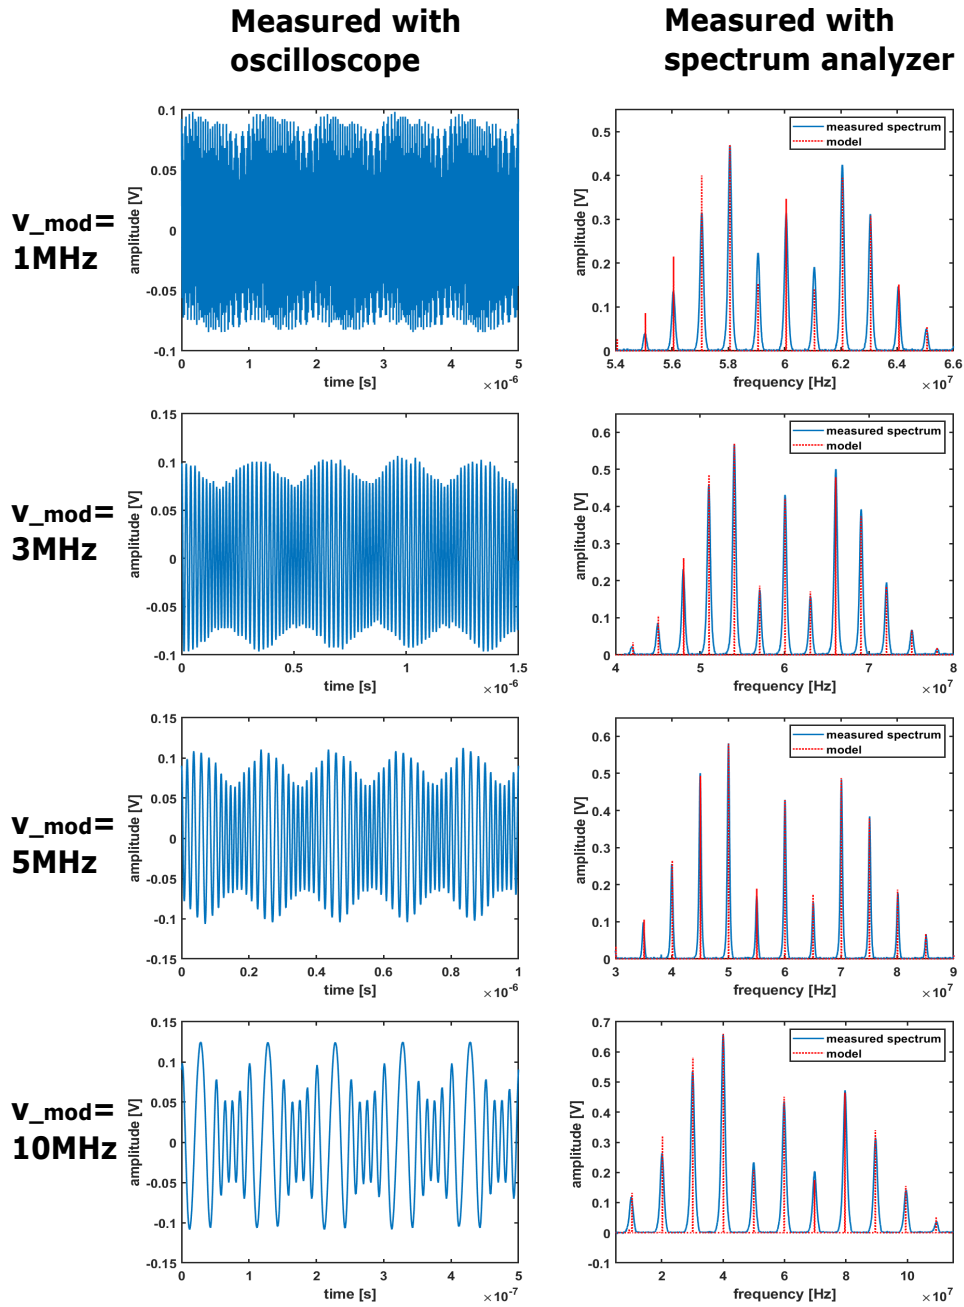 Measured with
oscilloscope
Measured with
spectrum analyzer
v_mod=
1MHz
amplitude [V]
0.1
0.05
0
-0.05
-0.1
0 1 2 3 4 5
time [s]
×10⁻⁶
amplitude [V]
0.5
0.4
0.3
0.2
0.1
0
5.4 5.6 5.8 6 6.2 6.4 6.6
frequency [Hz]
×10⁷
measured spectrum
model
v_mod=
3MHz
amplitude [V]
0.15
0.1
0.05
0
-0.05
-0.1
0 0.5 1 1.5
time [s]
×10⁻⁶
amplitude [V]
0.6
0.5
0.4
0.3
0.2
0.1
0
4 5 6 7 8
frequency [Hz]
×10⁷
measured spectrum
model
v_mod=
5MHz
amplitude [V]
0.15
0.1
0.05
0
-0.05
-0.1
-0.15
0 0.2 0.4 0.6 0.8 1
time [s]
×10⁻⁶
amplitude [V]
0.6
0.5
0.4
0.3
0.2
0.1
0
3 4 5 6 7 8 9
frequency [Hz]
×10⁷
measured spectrum
model
v_mod=
10MHz
amplitude [V]
0.15
0.1
0.05
0
-0.05
-0.1
-0.15
0 1 2 3 4 5
time [s]
×10⁻⁷
amplitude [V]
0.7
0.6
0.5
0.4
0.3
0.2
0.1
0
-0.1
2 4 6 8 10
frequency [Hz]
×10⁷
measured spectrum
model